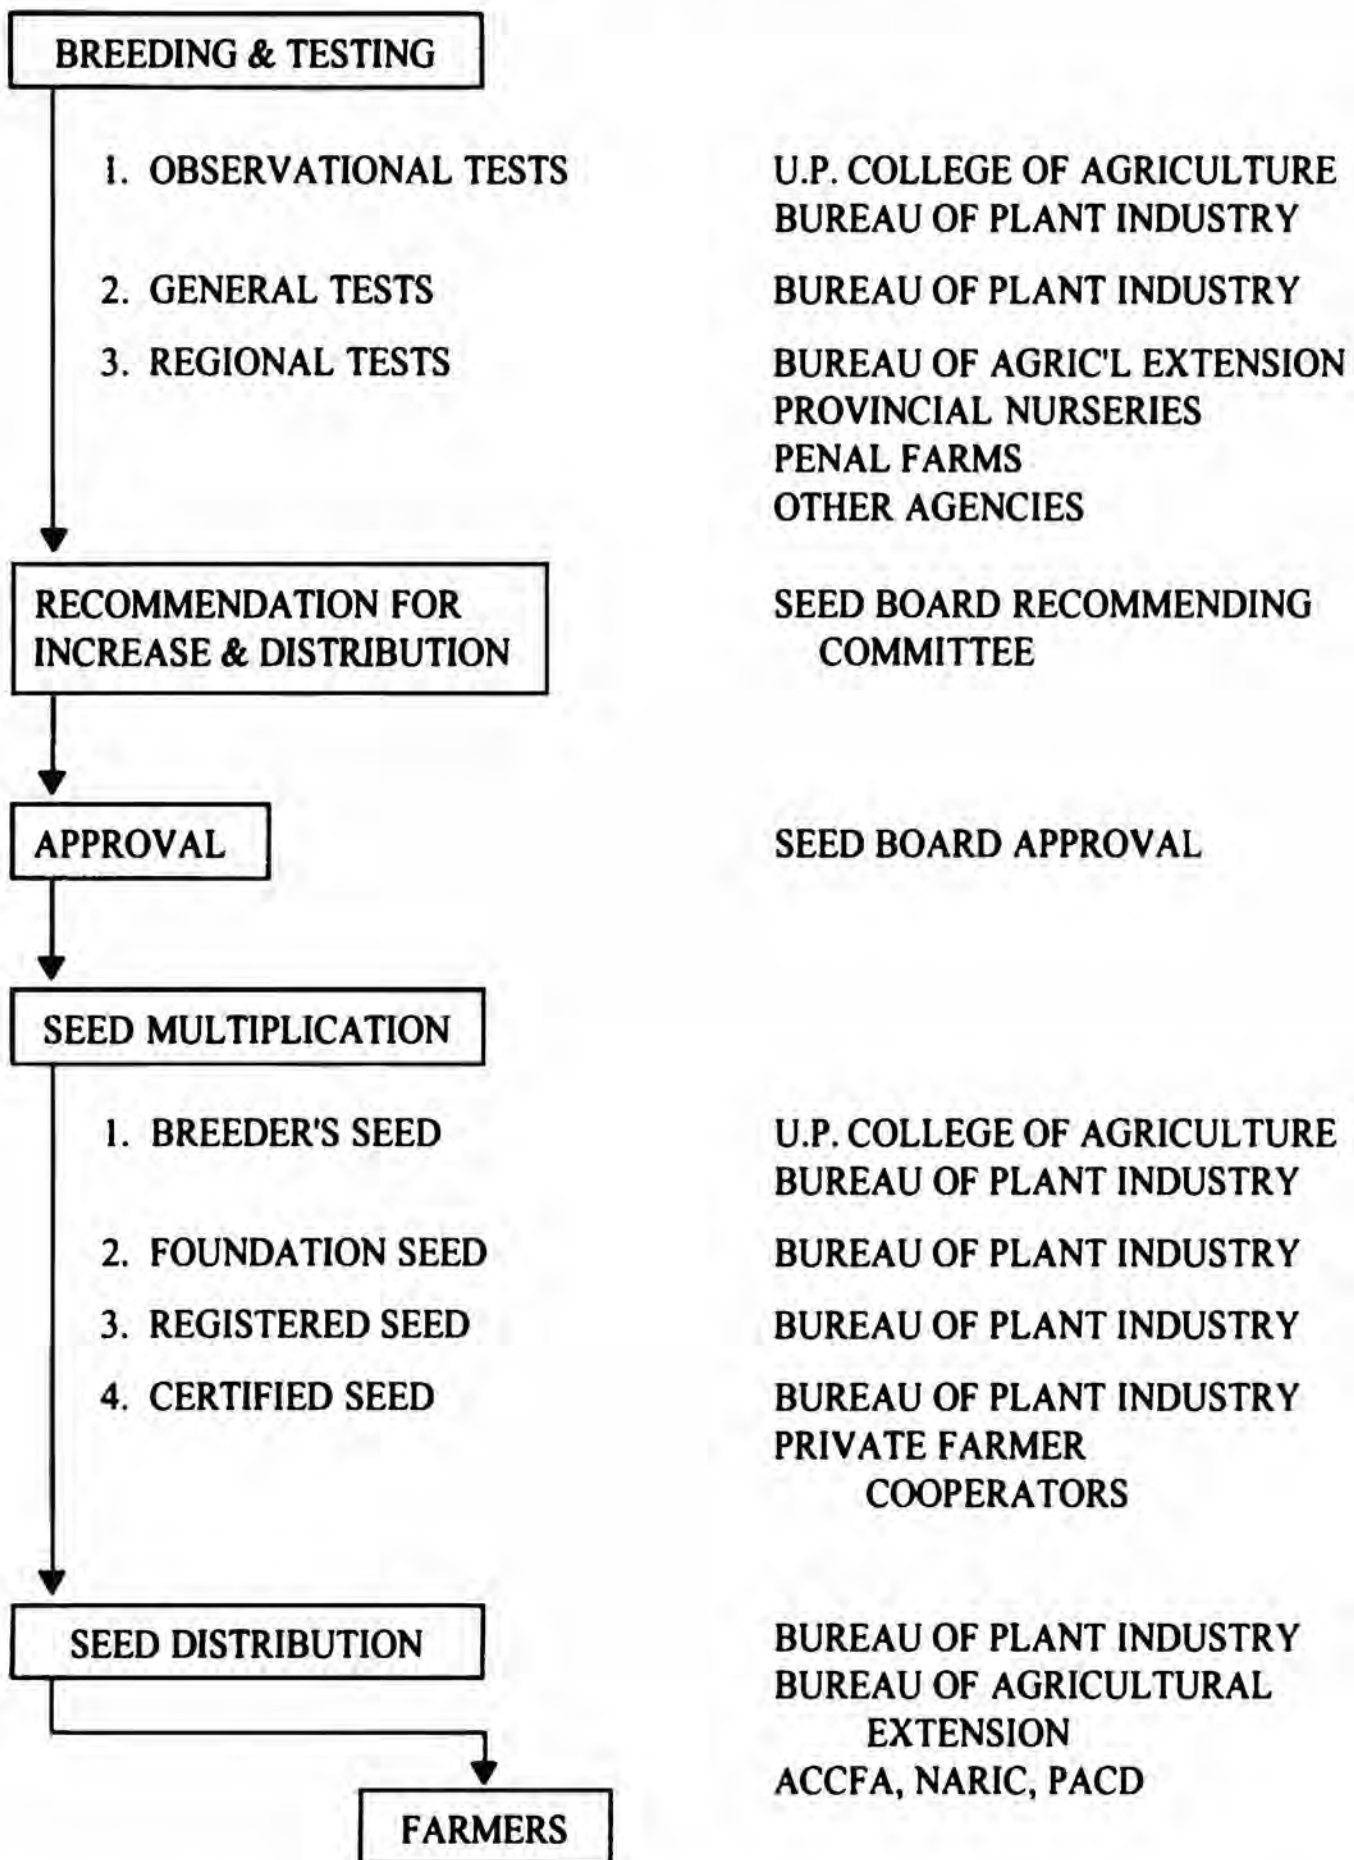 BREEDING & TESTING
1. OBSERVATIONAL TESTS
U.P. COLLEGE OF AGRICULTURE
BUREAU OF PLANT INDUSTRY
2. GENERAL TESTS
BUREAU OF PLANT INDUSTRY
3. REGIONAL TESTS
BUREAU OF AGRIC'L EXTENSION
PROVINCIAL NURSERIES
PENAL FARMS
OTHER AGENCIES
RECOMMENDATION FOR
INCREASE & DISTRIBUTION
SEED BOARD RECOMMENDING
COMMITTEE
APPROVAL
SEED BOARD APPROVAL
SEED MULTIPLICATION
1. BREEDER'S SEED
U.P. COLLEGE OF AGRICULTURE
BUREAU OF PLANT INDUSTRY
2. FOUNDATION SEED
BUREAU OF PLANT INDUSTRY
3. REGISTERED SEED
BUREAU OF PLANT INDUSTRY
4. CERTIFIED SEED
BUREAU OF PLANT INDUSTRY
PRIVATE FARMER
COOPERATORS
SEED DISTRIBUTION
BUREAU OF PLANT INDUSTRY
BUREAU OF AGRICULTURAL
EXTENSION
ACCFA, NARIC, PACD
FARMERS